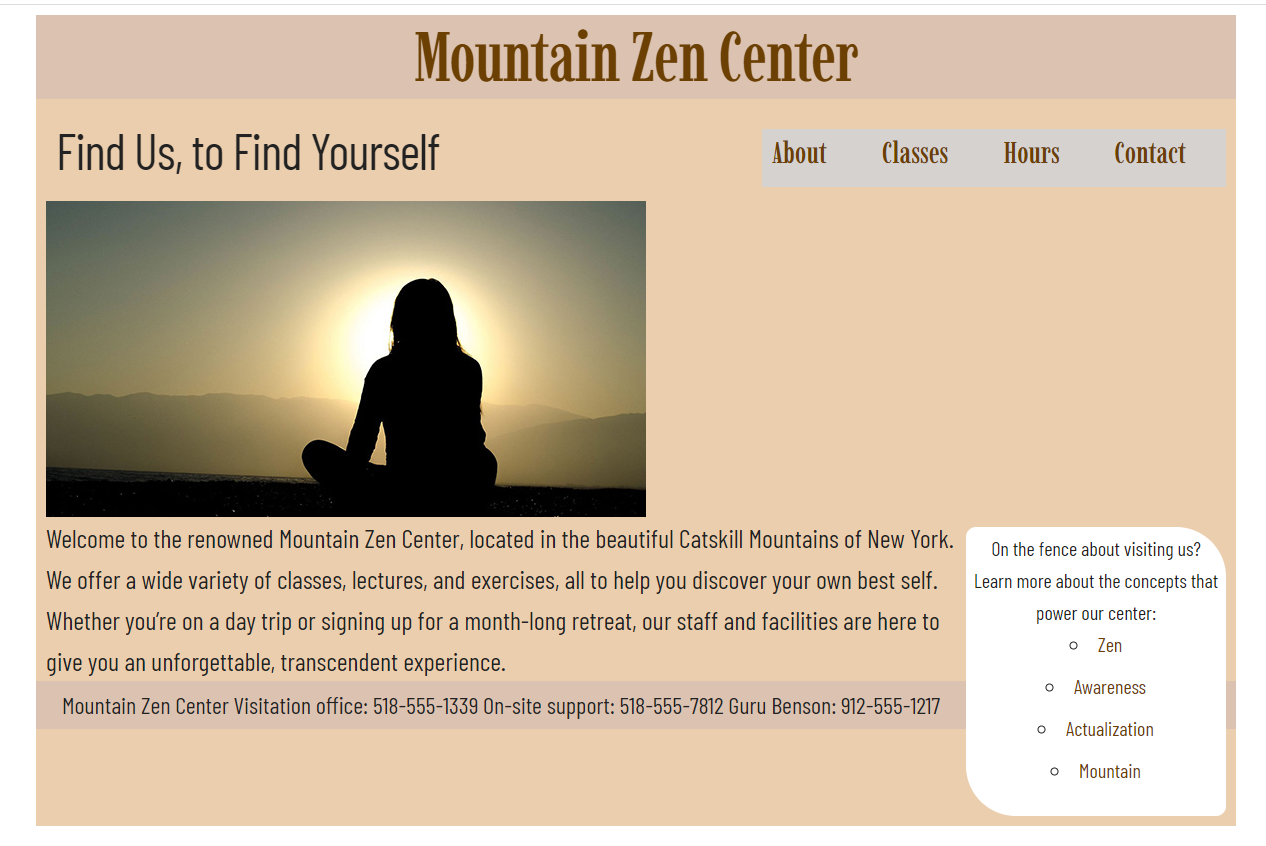 Mountain Zen Center
Find Us, to Find Yourself
About Classes Hours Contact
Welcome to the renowned Mountain Zen Center, located in the beautiful Catskill Mountains of New York.
We offer a wide variety of classes, lectures, and exercises, all to help you discover your own best self.
Whether you’re on a day trip or signing up for a month-long retreat, our staff and facilities are here to
give you an unforgettable, transcendent experience.
On the fence about visiting us?
Learn more about the concepts that
power our center:
Zen
Awareness
Actualization
Mountain
Mountain Zen Center Visitation office: 518-555-1339 On-site support: 518-555-7812 Guru Benson: 912-555-1217